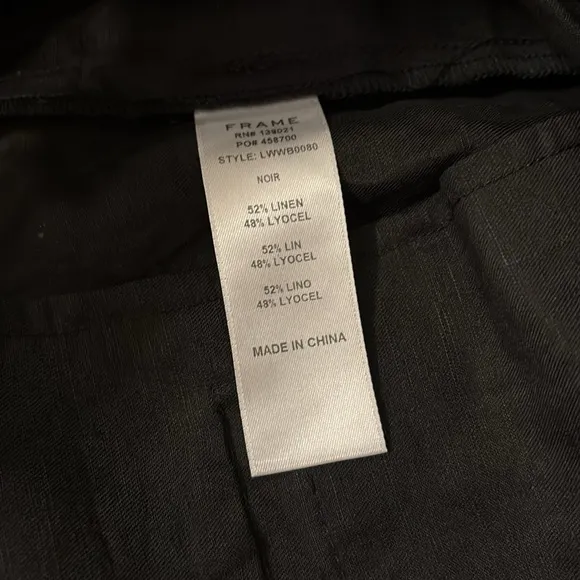 FRAME
RN# 139021
PO# 458700
STYLE: LWWB0080
NOIR
52% LINEN
48% LYOCEL
52% LIN
48% LYOCEL
52% LINO
48% LYOCEL
MADE IN CHINA